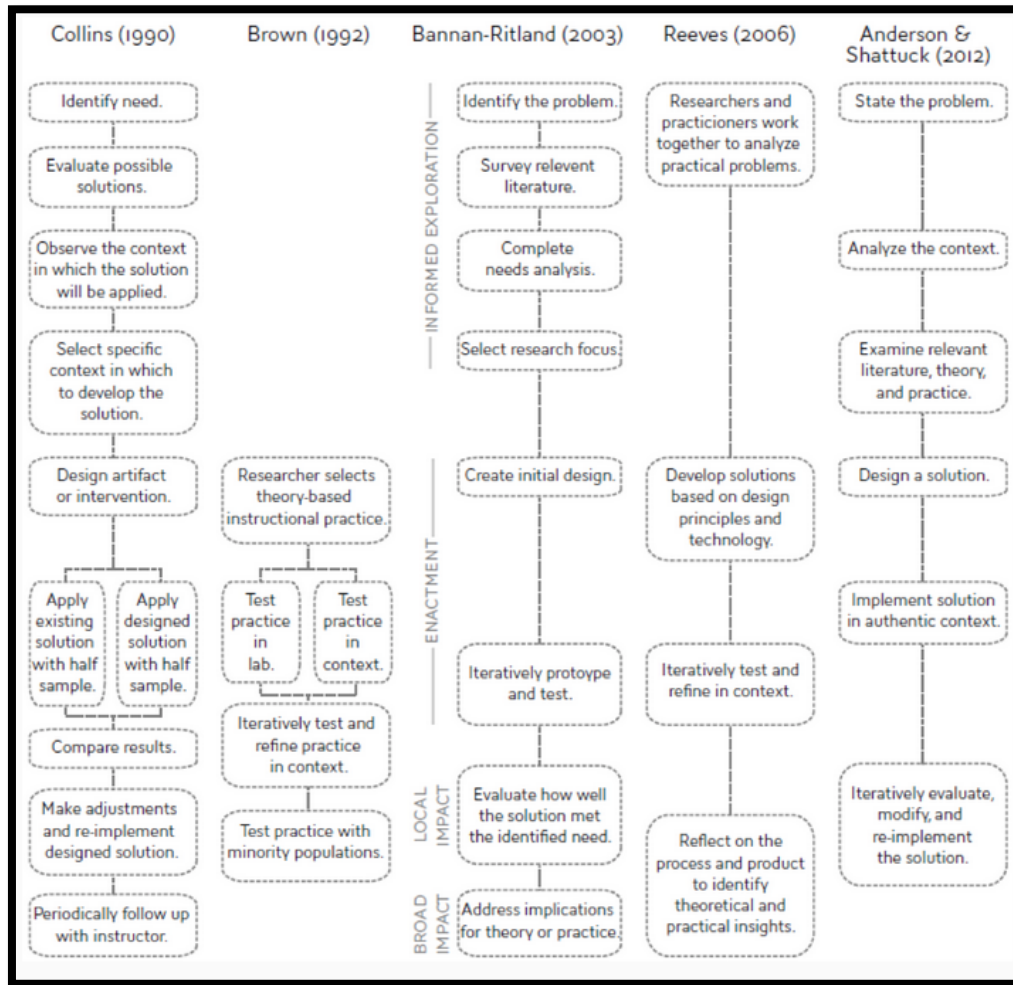 Collins (1990)
Identify need.
Evaluate possible
solutions.
Observe the context
in which the solution
will be applied.
Select specific
context in which
to develop the
solution.
Design artifact
or intervention.
Apply
existing
solution
with half
sample.
Apply
designed
solution
with half
sample.
Compare results.
Make adjustments
and re-implement
designed solution.
Periodically follow up
with instructor.
Brown (1992)
Researcher selects
theory-based
instructional practice.
Test
practice
in
lab.
Test
practice
in
context.
Iteratively test and
refine practice
in context.
Test practice with
minority populations.
Bannan-Ritland (2003)
INFORMED EXPLORATION
Identify the problem.
Survey relevent
literature.
Complete
needs analysis.
Select research focus.
ENACTMENT
Create initial design.
Iteratively protoype
and test.
LOCAL
IMPACT
Evaluate how well
the solution met
the identified need.
BROAD
IMPACT
Address implications
for theory or practice.
Reeves (2006)
Researchers and
practicioners work
together to analyze
practical problems.
Develop solutions
based on design
principles and
technology.
Iteratively test and
refine in context.
Reflect on the
process and product
to identify
theoretical and
practical insights.
Anderson &
Shattuck (2012)
State the problem.
Analyze the context.
Examine relevant
literature, theory,
and practice.
Design a solution.
Implement solution
in authentic context.
Iteratively evaluate,
modify, and
re-implement
the solution.